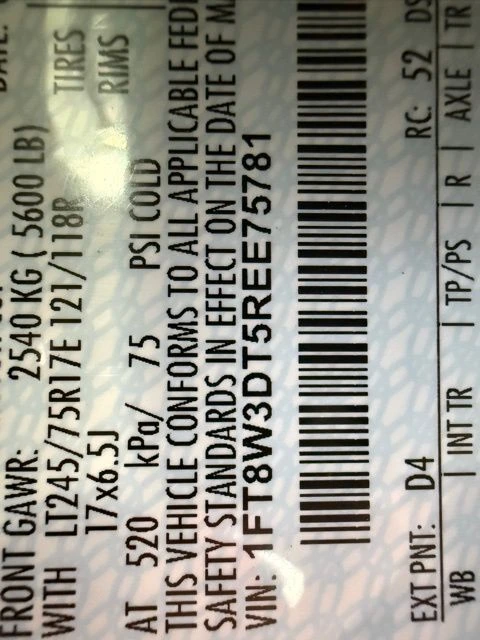 DATE:
FRONT GAWR: 2540 KG ( 5600 LB)
WITH LT245/75R17E 121/118R TIRES
17x6.5J RIMS
AT 520 kPa/ 75 PSI COLD
THIS VEHICLE CONFORMS TO ALL APPLICABLE
SAFETY STANDARDS IN EFFECT ON THE DATE OF
VIN: 1FT8W3DT5REE75781
EXT PNT: D4 RC: 52 DS
WB | INT TR | TP/PS | R | AXLE | TR